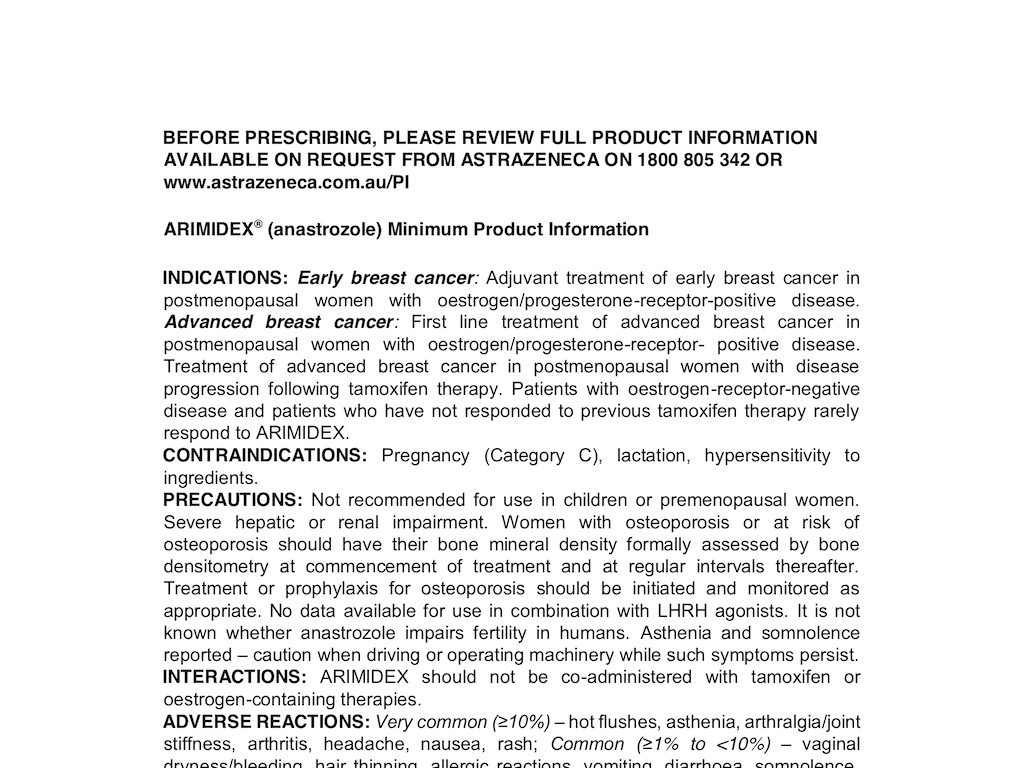 BEFORE PRESCRIBING, PLEASE REVIEW FULL PRODUCT INFORMATION
AVAILABLE ON REQUEST FROM ASTRAZENECA ON 1800 805 342 OR
www.astrazeneca.com.au/PI
ARIMIDEX® (anastrozole) Minimum Product Information
INDICATIONS: Early breast cancer: Adjuvant treatment of early breast cancer in
postmenopausal women with oestrogen/progesterone-receptor-positive disease.
Advanced breast cancer: First line treatment of advanced breast cancer in
postmenopausal women with oestrogen/progesterone-receptor- positive disease.
Treatment of advanced breast cancer in postmenopausal women with disease
progression following tamoxifen therapy. Patients with oestrogen-receptor-negative
disease and patients who have not responded to previous tamoxifen therapy rarely
respond to ARIMIDEX.
CONTRAINDICATIONS: Pregnancy (Category C), lactation, hypersensitivity to
ingredients.
PRECAUTIONS: Not recommended for use in children or premenopausal women.
Severe hepatic or renal impairment. Women with osteoporosis or at risk of
osteoporosis should have their bone mineral density formally assessed by bone
densitometry at commencement of treatment and at regular intervals thereafter.
Treatment or prophylaxis for osteoporosis should be initiated and monitored as
appropriate. No data available for use in combination with LHRH agonists. It is not
known whether anastrozole impairs fertility in humans. Asthenia and somnolence
reported – caution when driving or operating machinery while such symptoms persist.
INTERACTIONS: ARIMIDEX should not be co-administered with tamoxifen or
oestrogen-containing therapies.
ADVERSE REACTIONS: Very common (≥10%) – hot flushes, asthenia, arthralgia/joint
stiffness, arthritis, headache, nausea, rash; Common (≥1% to <10%) – vaginal
dryness/bleeding, hair thinning, allergic reactions, vomiting, diarrhoea, somnolence,